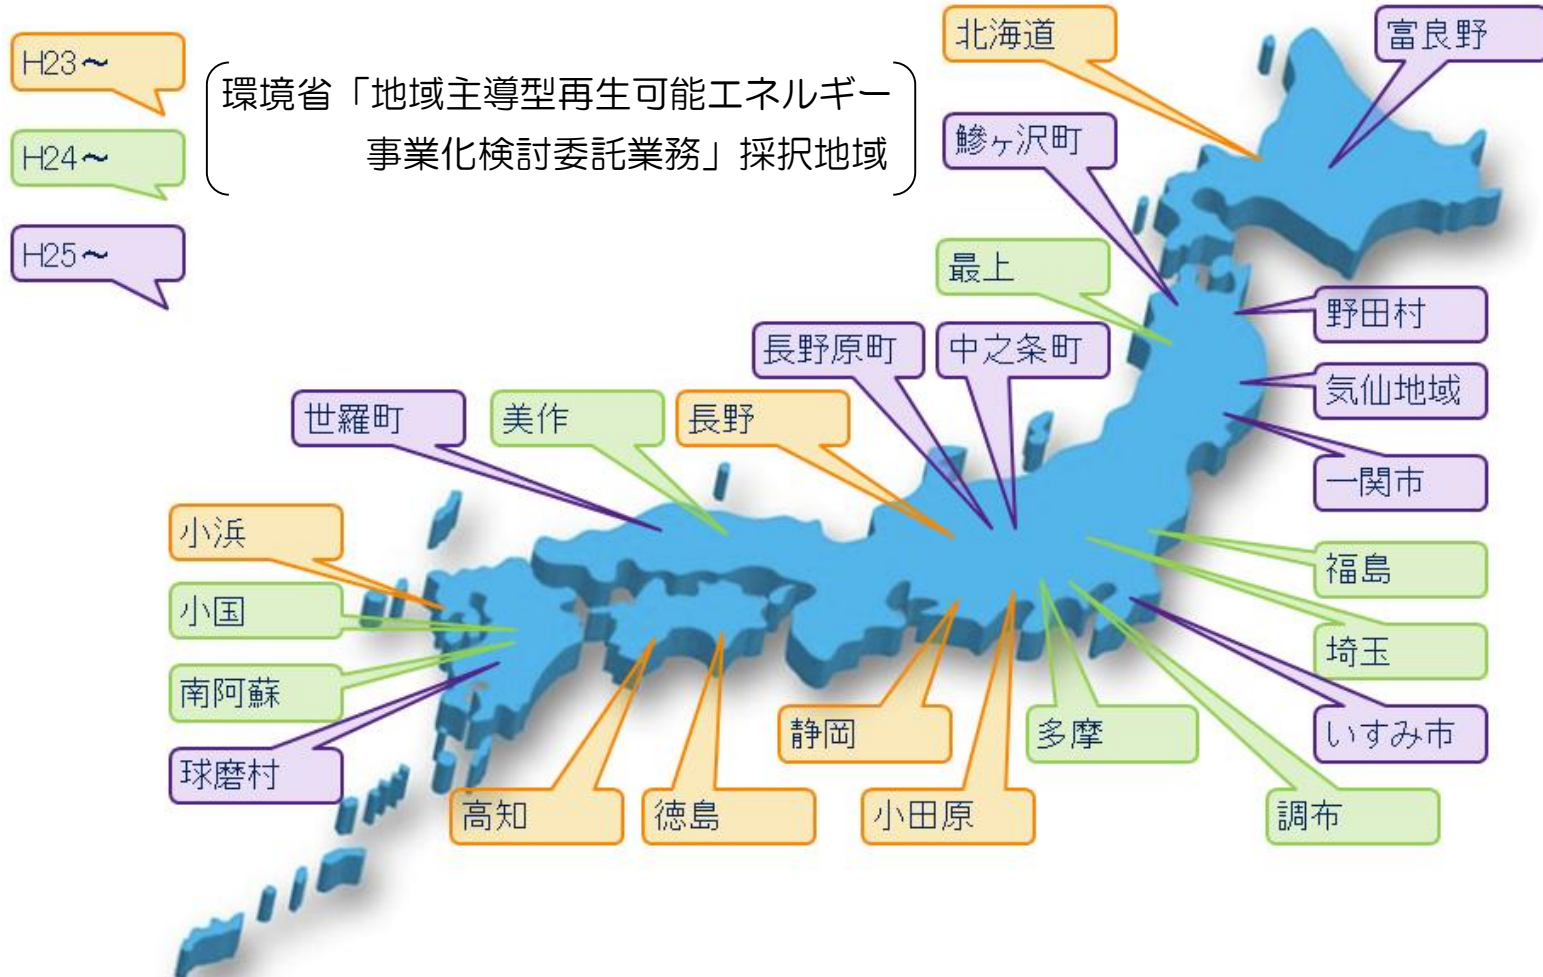 H23～
H24～
H25～
環境省「地域主導型再生可能エネルギー
事業化検討委託業務」採択地域
北海道
富良野
鰺ヶ沢町
最上
野田村
長野原町
中之条町
気仙地域
世羅町
美作
長野
一関市
小浜
福島
小国
埼玉
南阿蘇
静岡
多摩
いすみ市
球磨村
高知
徳島
小田原
調布